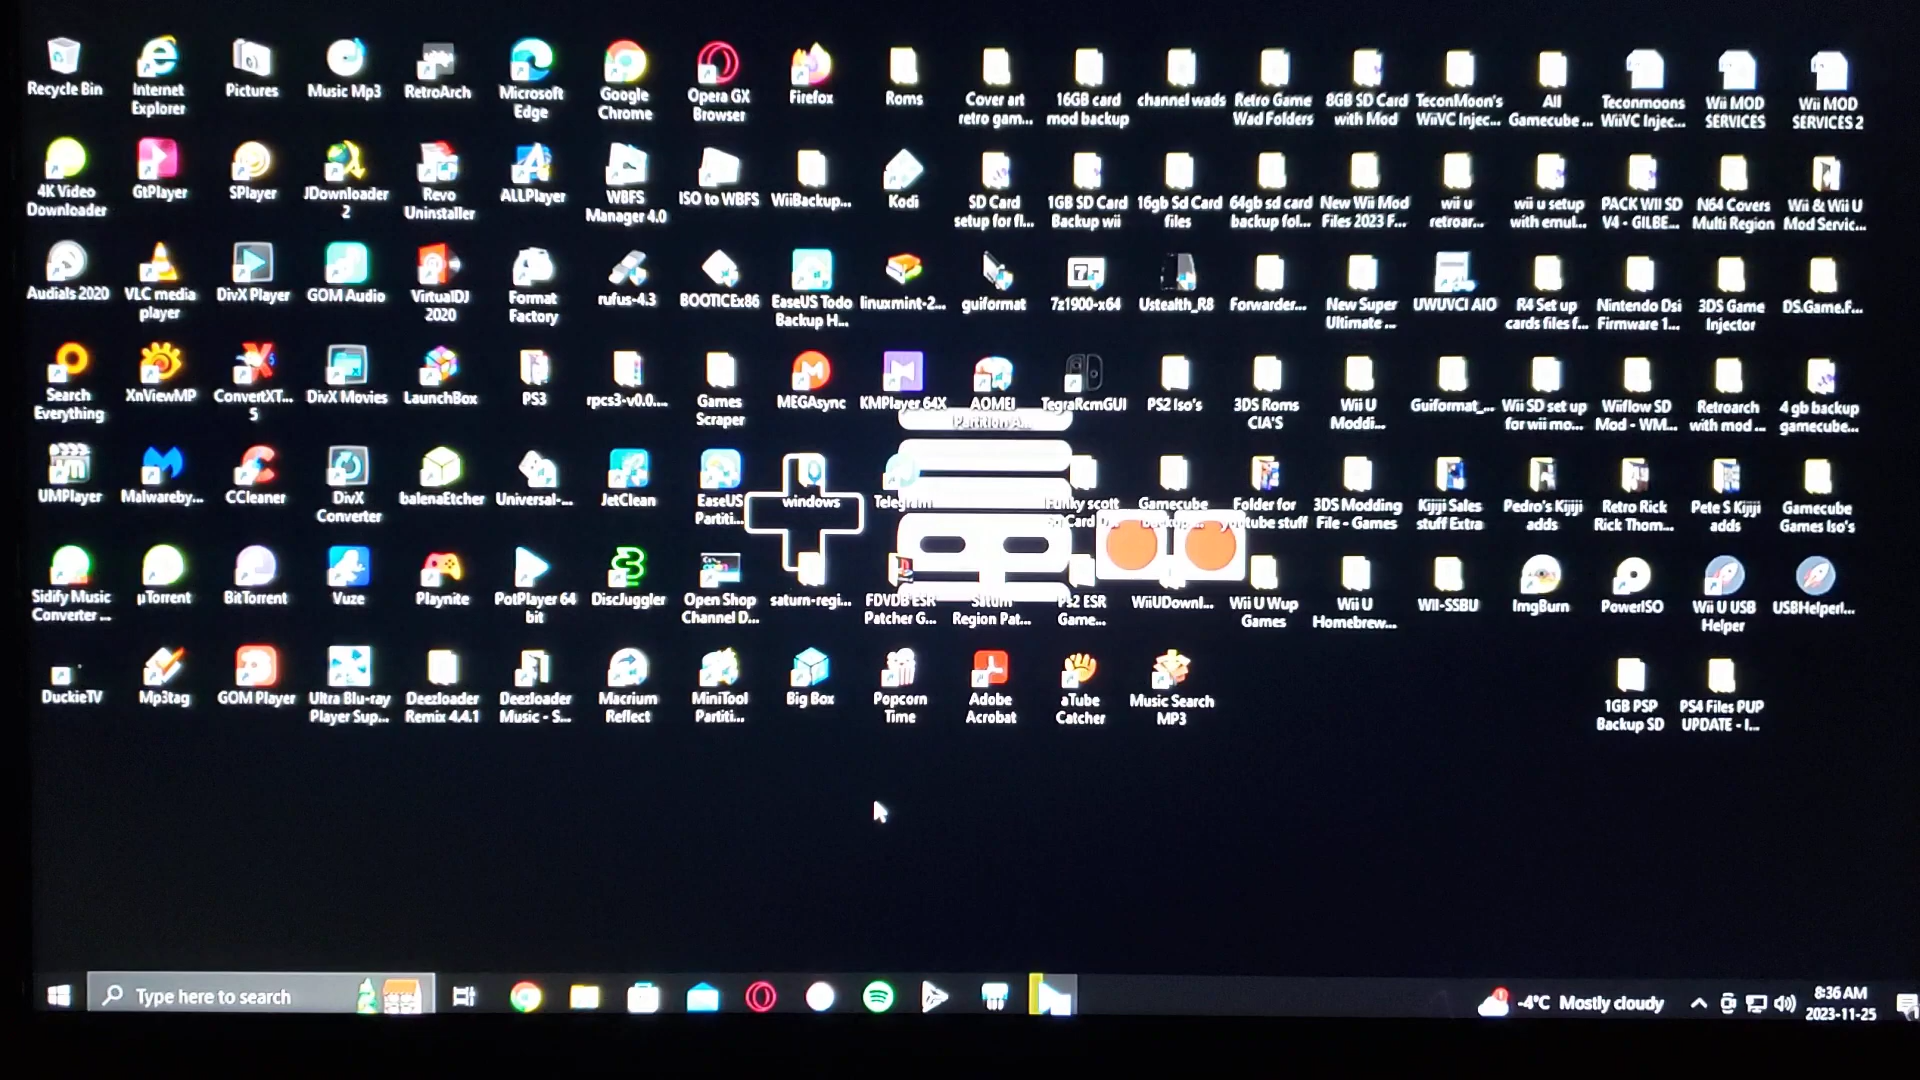 Recycle Bin
Internet
Explorer
Pictures
Music Mp3
RetroArch
Microsoft
Edge
Google
Chrome
Opera GX
Browser
Firefox
Roms
Cover art
retro gam...
16GB card
mod backup
channel wads
Retro Game
Wad Folders
8GB SD Card
with Mod
TeconMoon's
WiiVC Injec...
All
Gamecube ...
Teconmoons
WiiVC Injec...
Wii MOD
SERVICES
Wii MOD
SERVICES 2
4K Video
Downloader
GtPlayer
SPlayer
JDownloader
2
Revo
Uninstaller
ALLPlayer
WBFS
Manager 4.0
ISO to WBFS
WiiBackup...
Kodi
SD Card
setup for fl...
1GB SD Card
Backup wii
16gb Sd Card
files
64gb sd card
backup fol...
New Wii Mod
Files 2023 F...
wii u
retroar...
wii u setup
with emul...
PACK WII SD
V4 - GILBE...
N64 Covers
Multi Region
Wii & Wii U
Mod Servic...
Audials 2020
VLC media
player
DivX Player
GOM Audio
VirtualDJ
2020
Format
Factory
rufus-4.3
BOOTICEx86
EaseUS Todo
Backup H...
linuxmint-2...
guiformat
7z1900-x64
Ustealth_R8
Forwarder...
New Super
Ultimate ...
UWUVCI AIO
R4 Set up
cards files f...
Nintendo Dsi
Firmware 1...
3DS Game
Injector
DS.Game.F...
Search
Everything
XnViewMP
ConvertXT...
5
DivX Movies
LaunchBox
PS3
rpcs3-v0.0....
Games
Scraper
MEGAsync
KMPlayer 64X
AOMEI
Partition A...
TegraRcmGUI
PS2 Iso's
3DS Roms
CIA'S
Wii U
Moddi...
Guiformat_...
Wii SD set up
for wii mo...
Wiiflow SD
Mod - WM...
Retroarch
with mod ...
4 gb backup
gamecube...
UMPlayer
Malwareby...
CCleaner
DivX
Converter
balenaEtcher
Universal-...
JetClean
EaseUS
Partiti...
windows
Telegram
Funky scott
Gamecube
Backup...
Folder for
youtube stuff
3DS Modding
File - Games
Kijiji Sales
stuff Extra
Pedro's Kijiji
adds
Retro Rick
Rick Thom...
Pete S Kijiji
adds
Gamecube
Games Iso's
Sidify Music
Converter ...
µTorrent
BitTorrent
Vuze
Playnite
PotPlayer 64
bit
DiscJuggler
Open Shop
Channel D...
saturn-regi...
FDVDB ESR
Patcher G...
Saturn
Region Pat...
Ps2 ESR
Game...
WiiUDownl...
Wii U Wup
Games
Wii U
Homebrew...
WII-SSBU
ImgBurn
PowerISO
Wii U USB
Helper
USBHelperI...
DuckieTV
Mp3tag
GOM Player
Ultra Blu-ray
Player Sup...
Deezloader
Remix 4.4.1
Deezloader
Music - S...
Macrium
Reflect
MiniTool
Partiti...
Big Box
Popcorn
Time
Adobe
Acrobat
aTube
Catcher
Music Search
MP3
1GB PSP
Backup SD
PS4 Files PUP
UPDATE - I...
Type here to search
-4°C Mostly cloudy
8:36 AM
2023-11-25